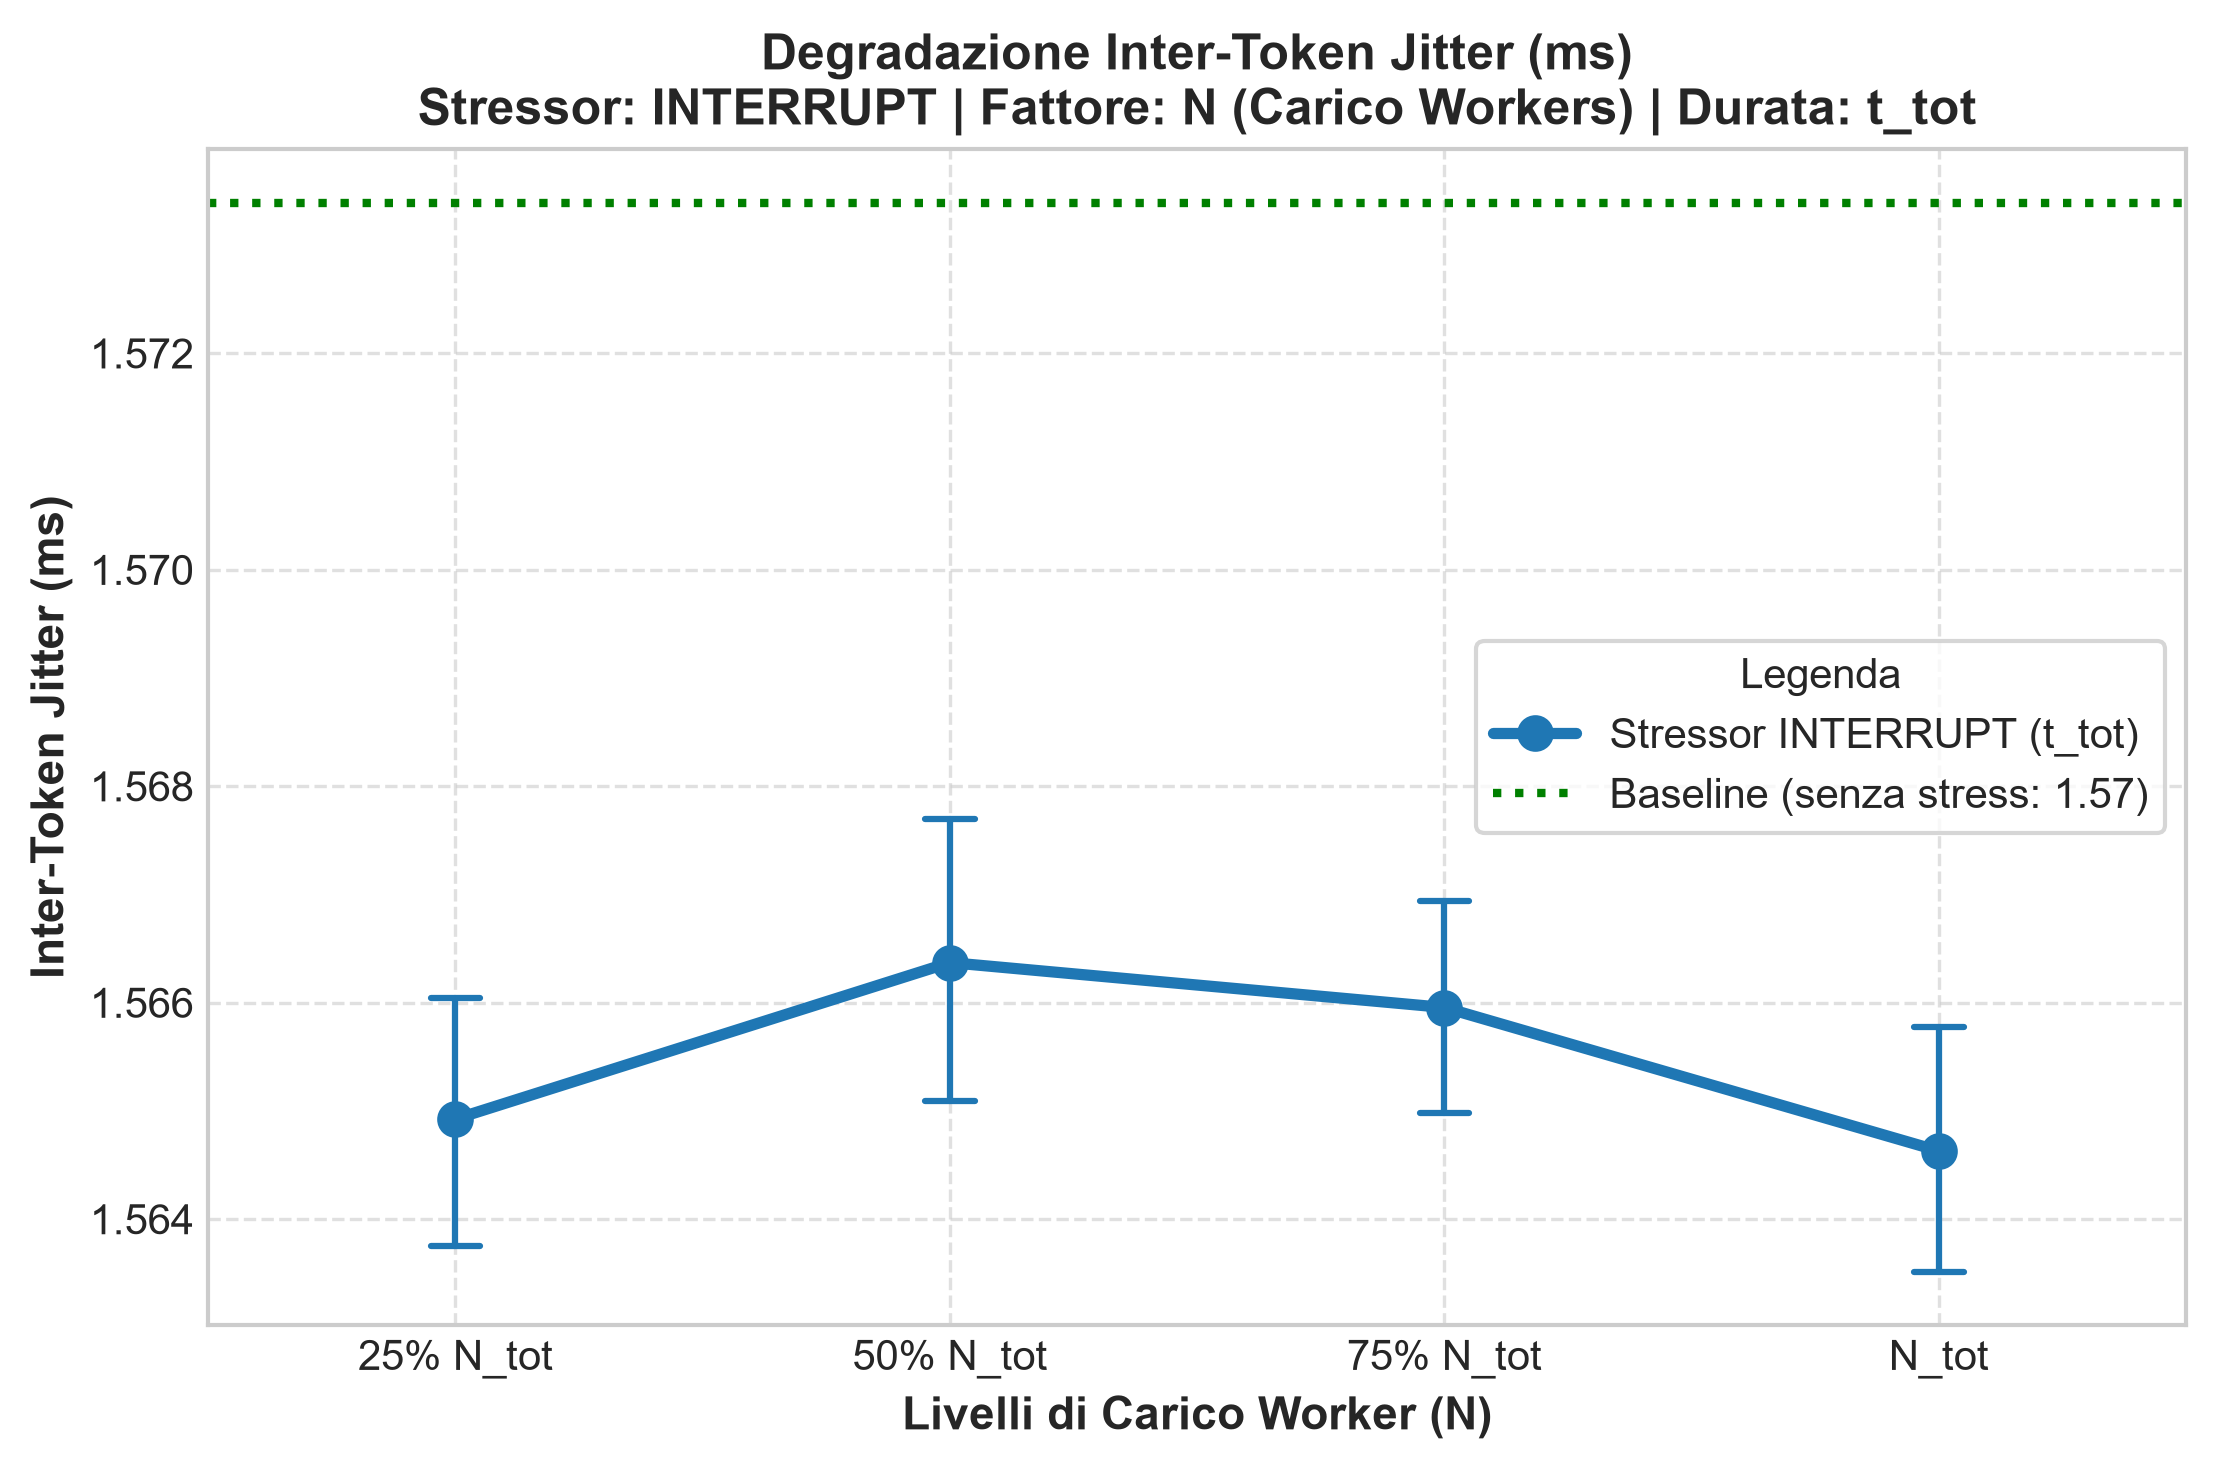 Degradazione Inter-Token Jitter (ms)
Stressor: INTERRUPT | Fattore: N (Carico Workers) | Durata: t_tot
Inter-Token Jitter (ms)
1.572
1.570
1.568
1.566
1.564
Legenda
Stressor INTERRUPT (t_tot)
Baseline (senza stress: 1.57)
25% N_tot
50% N_tot
75% N_tot
N_tot
Livelli di Carico Worker (N)